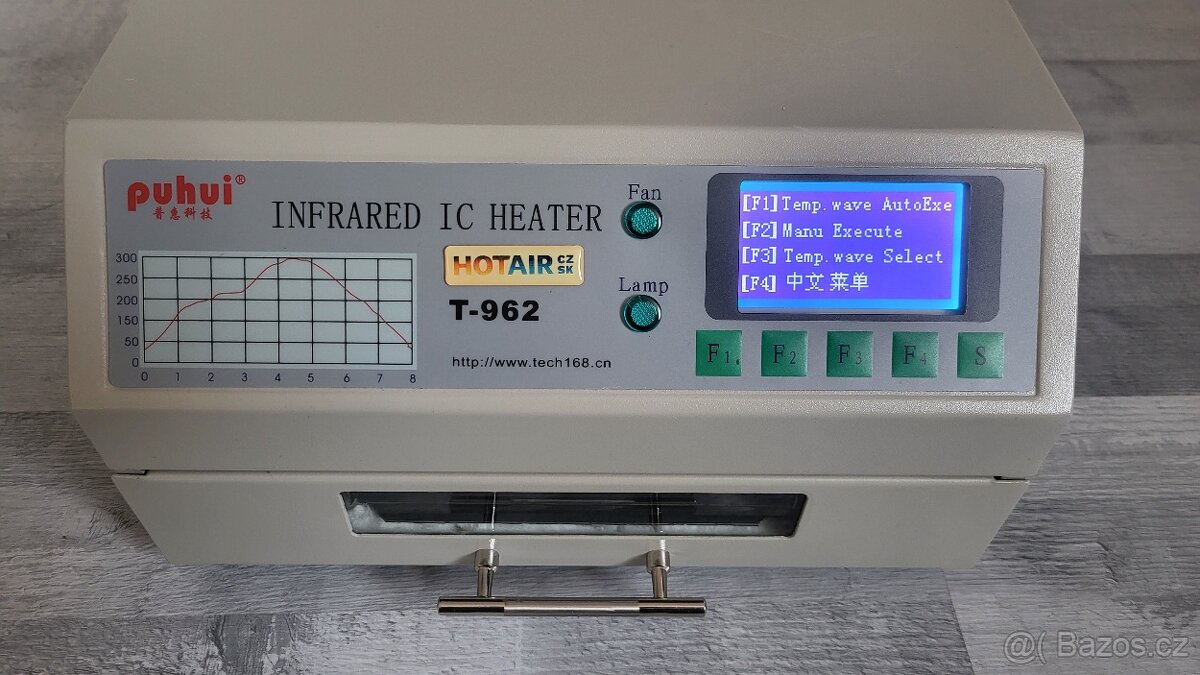 puhui®
普惠科技
INFRARED IC HEATER
HOTAIR CZ SK
T-962
http://www.tech168.cn
300
250
200
150
50
0
0 1 2 3 4 5 6 7 8
Fan
Lamp
[F1]Temp.wave AutoExe
[F2] Manu Execute
[F3] Temp.wave Select
[F4] 中文菜单
F1. F2 F3 F4 S
@( Bazos.cz